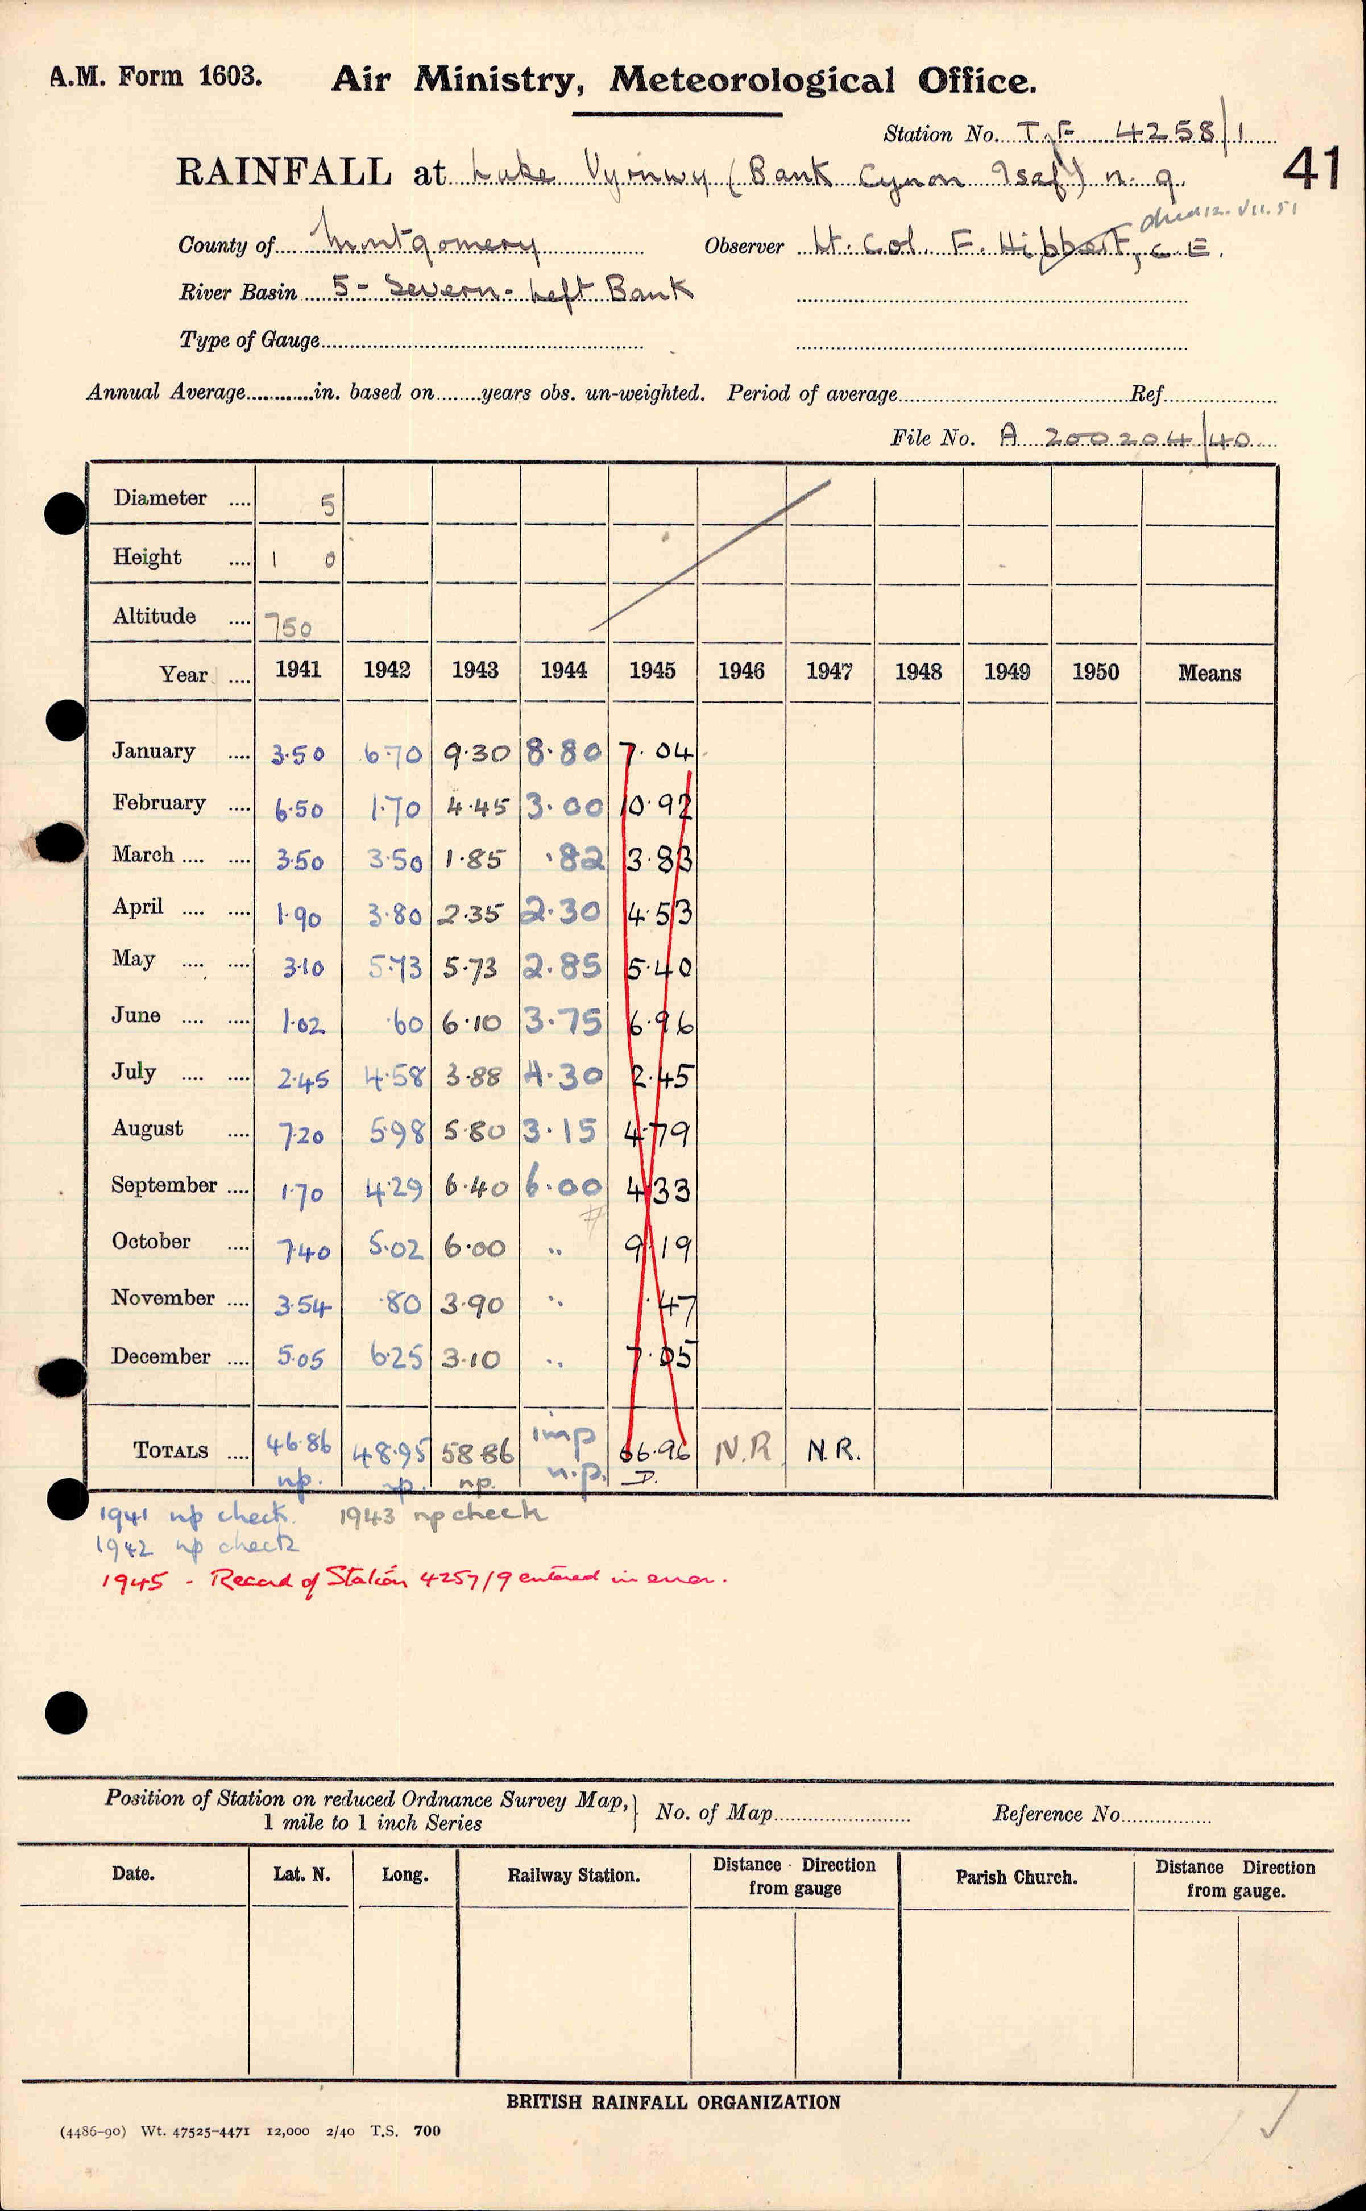 A.M. Form 1603. Air Ministry, Meteorological Office.
Station No. T.F. 4258/1
41
RAINFALL at Lake Vyrnwy (Bank Cynon Isaf) n. g.
died 12.VII.51
County of Montgomery Observer Lt. Col. F. Hibbert, C.E.
River Basin 5 - Severn - Left Bank
Type of Gauge
Annual Average in. based on years obs. un-weighted. Period of average Ref.
File No. A 200204/40
Diameter .... 5
Height .... 1 0
Altitude .... 750
Year .... 1941 1942 1943 1944 1945 1946 1947 1948 1949 1950 Means
January .... 3.50 6.70 9.30 8.80 7.04
February .... 6.50 1.70 4.45 3.00 10.92
March .... .... 3.50 3.50 1.85 .82 3.83
April .... .... 1.90 3.80 2.35 2.30 4.53
May .... .... 3.10 5.73 5.73 2.85 5.40
June .... .... 1.02 .60 6.10 3.75 6.96
July .... .... 2.45 4.58 3.88 4.30 2.45
August .... 7.20 5.98 5.80 3.15 4.79
September .... 1.70 4.29 6.40 6.00 4.33
October .... 7.40 5.02 6.00 .. 9.19
November .... 3.54 .80 3.90 .. .47
December .... 5.05 6.25 3.10 .. 7.05
TOTALS .... 46.86 48.95 58.86 imp 66.96 N.R. N.R.
np. np. np. n.p. D.
1941 np check. 1943 np check
1942 np check
1945 - Record of Station 4257/9 entered in error.
Position of Station on reduced Ordnance Survey Map, 1 mile to 1 inch Series } No. of Map Reference No.
Date. Lat. N. Long. Railway Station. Distance Direction from gauge Parish Church. Distance Direction from gauge.
BRITISH RAINFALL ORGANIZATION
(4486-90) Wt. 47525-4471 12,000 2/40 T.S. 700